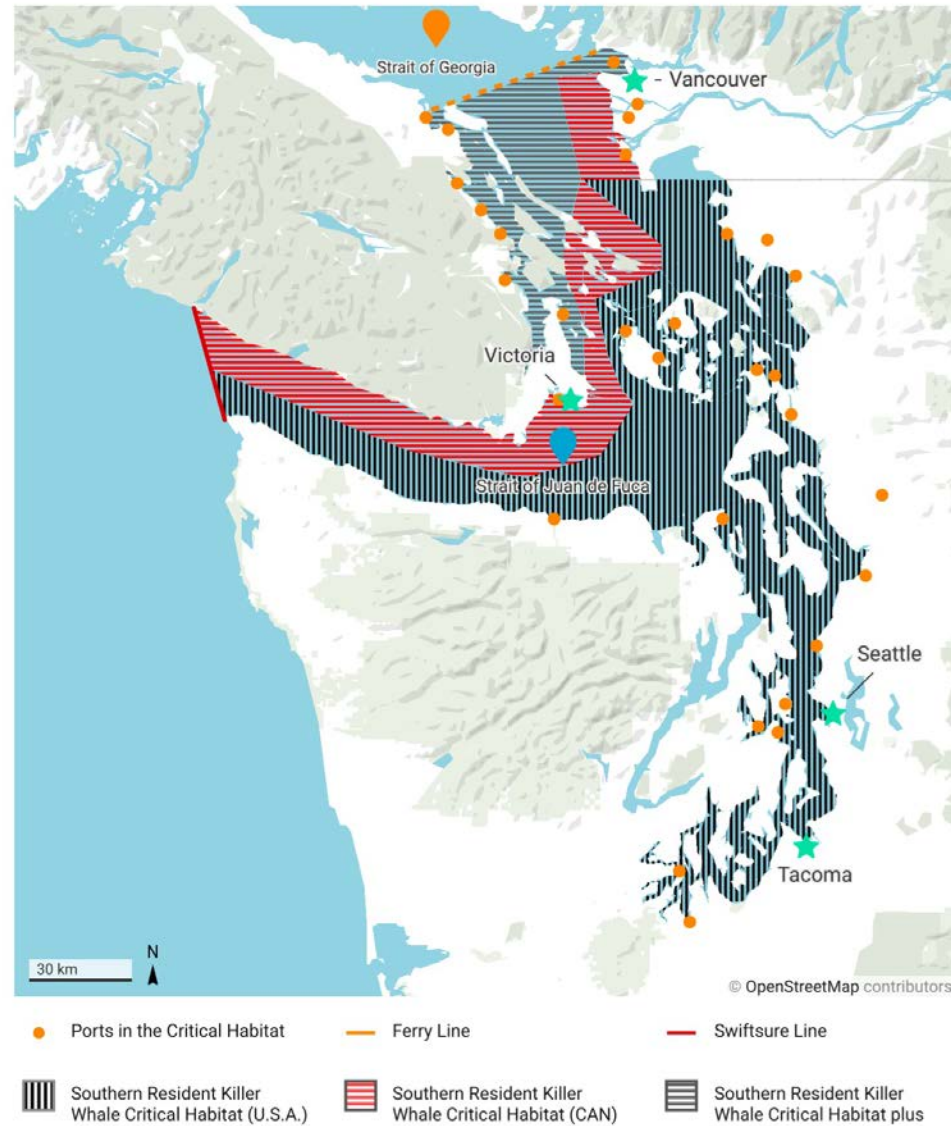 Strait of Georgia
Vancouver
Victoria
Strait of Juan de Fuca
Seattle
Tacoma
30 km
N
© OpenStreetMap contributors
Ports in the Critical Habitat
Ferry Line
Swiftsure Line
Southern Resident Killer
Whale Critical Habitat (U.S.A.)
Southern Resident Killer
Whale Critical Habitat (CAN)
Southern Resident Killer
Whale Critical Habitat plus